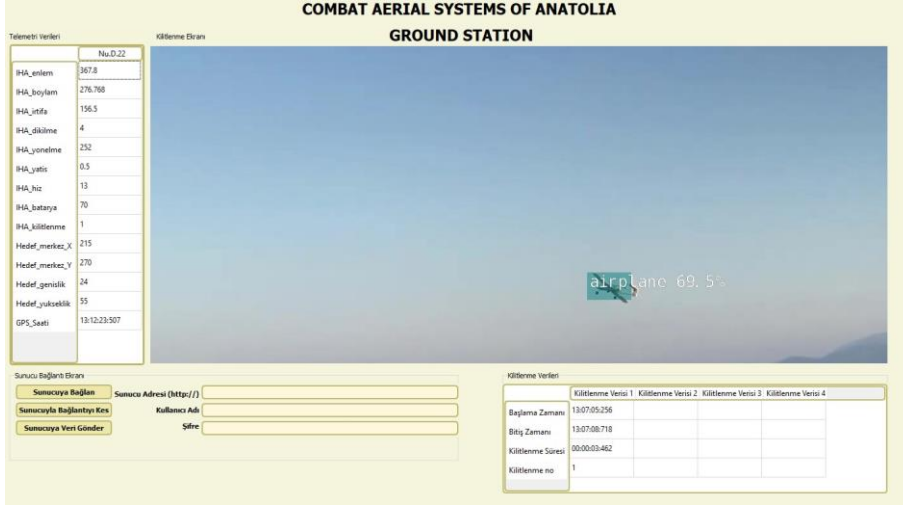 COMBAT AERIAL SYSTEMS OF ANATOLIA
GROUND STATION
Telemetri Verileri
Nu.D.22
IHA_enlem 367.8
IHA_boylam 276.768
IHA_irtifa 156.5
IHA_dikilme 4
IHA_yonelme 252
IHA_yatis 0.5
IHA_hiz 13
IHA_batarya 70
IHA_kilitlenme 1
Hedef_merkez_X 215
Hedef_merkez_Y 270
Hedef_genislik 24
Hedef_yukseklik 55
GPS_Saati 13:12:23:507
Kilitlenme Ekranı
airplane 69.5%
Sunucu Bağlantı Ekranı
Sunucuya Bağlan Sunucu Adresi (http://)
Sunucuyla Bağlantıyı Kes Kullanıcı Adı
Sunucuya Veri Gönder Şifre
Kilitlenme Verileri
Kilitlenme Verisi 1 Kilitlenme Verisi 2 Kilitlenme Verisi 3 Kilitlenme Verisi 4
Başlama Zamanı 13:07:05:256
Bitiş Zamanı 13:07:08:718
Kilitlenme Süresi 00:00:03:462
Kilitlenme no 1